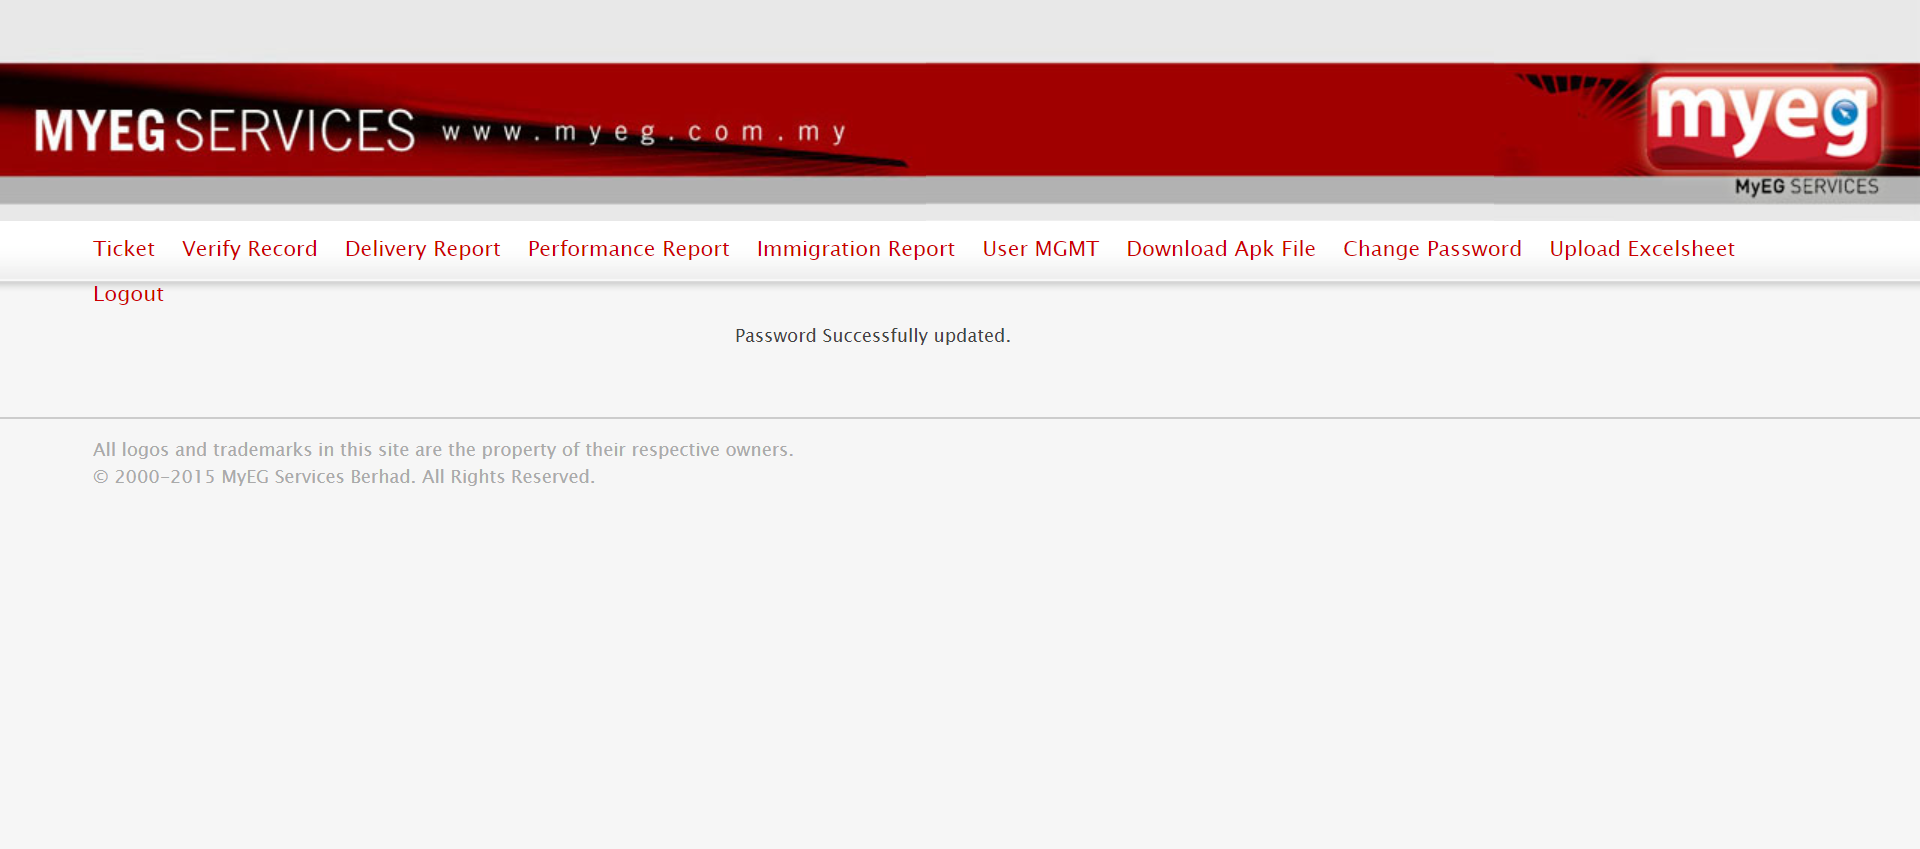 MYEG SERVICES www.myeg.com.my
myeg
MyEG SERVICES
Ticket Verify Record Delivery Report Performance Report Immigration Report User MGMT Download Apk File Change Password Upload Excelsheet
Logout
Password Successfully updated.
All logos and trademarks in this site are the property of their respective owners.
© 2000-2015 MyEG Services Berhad. All Rights Reserved.